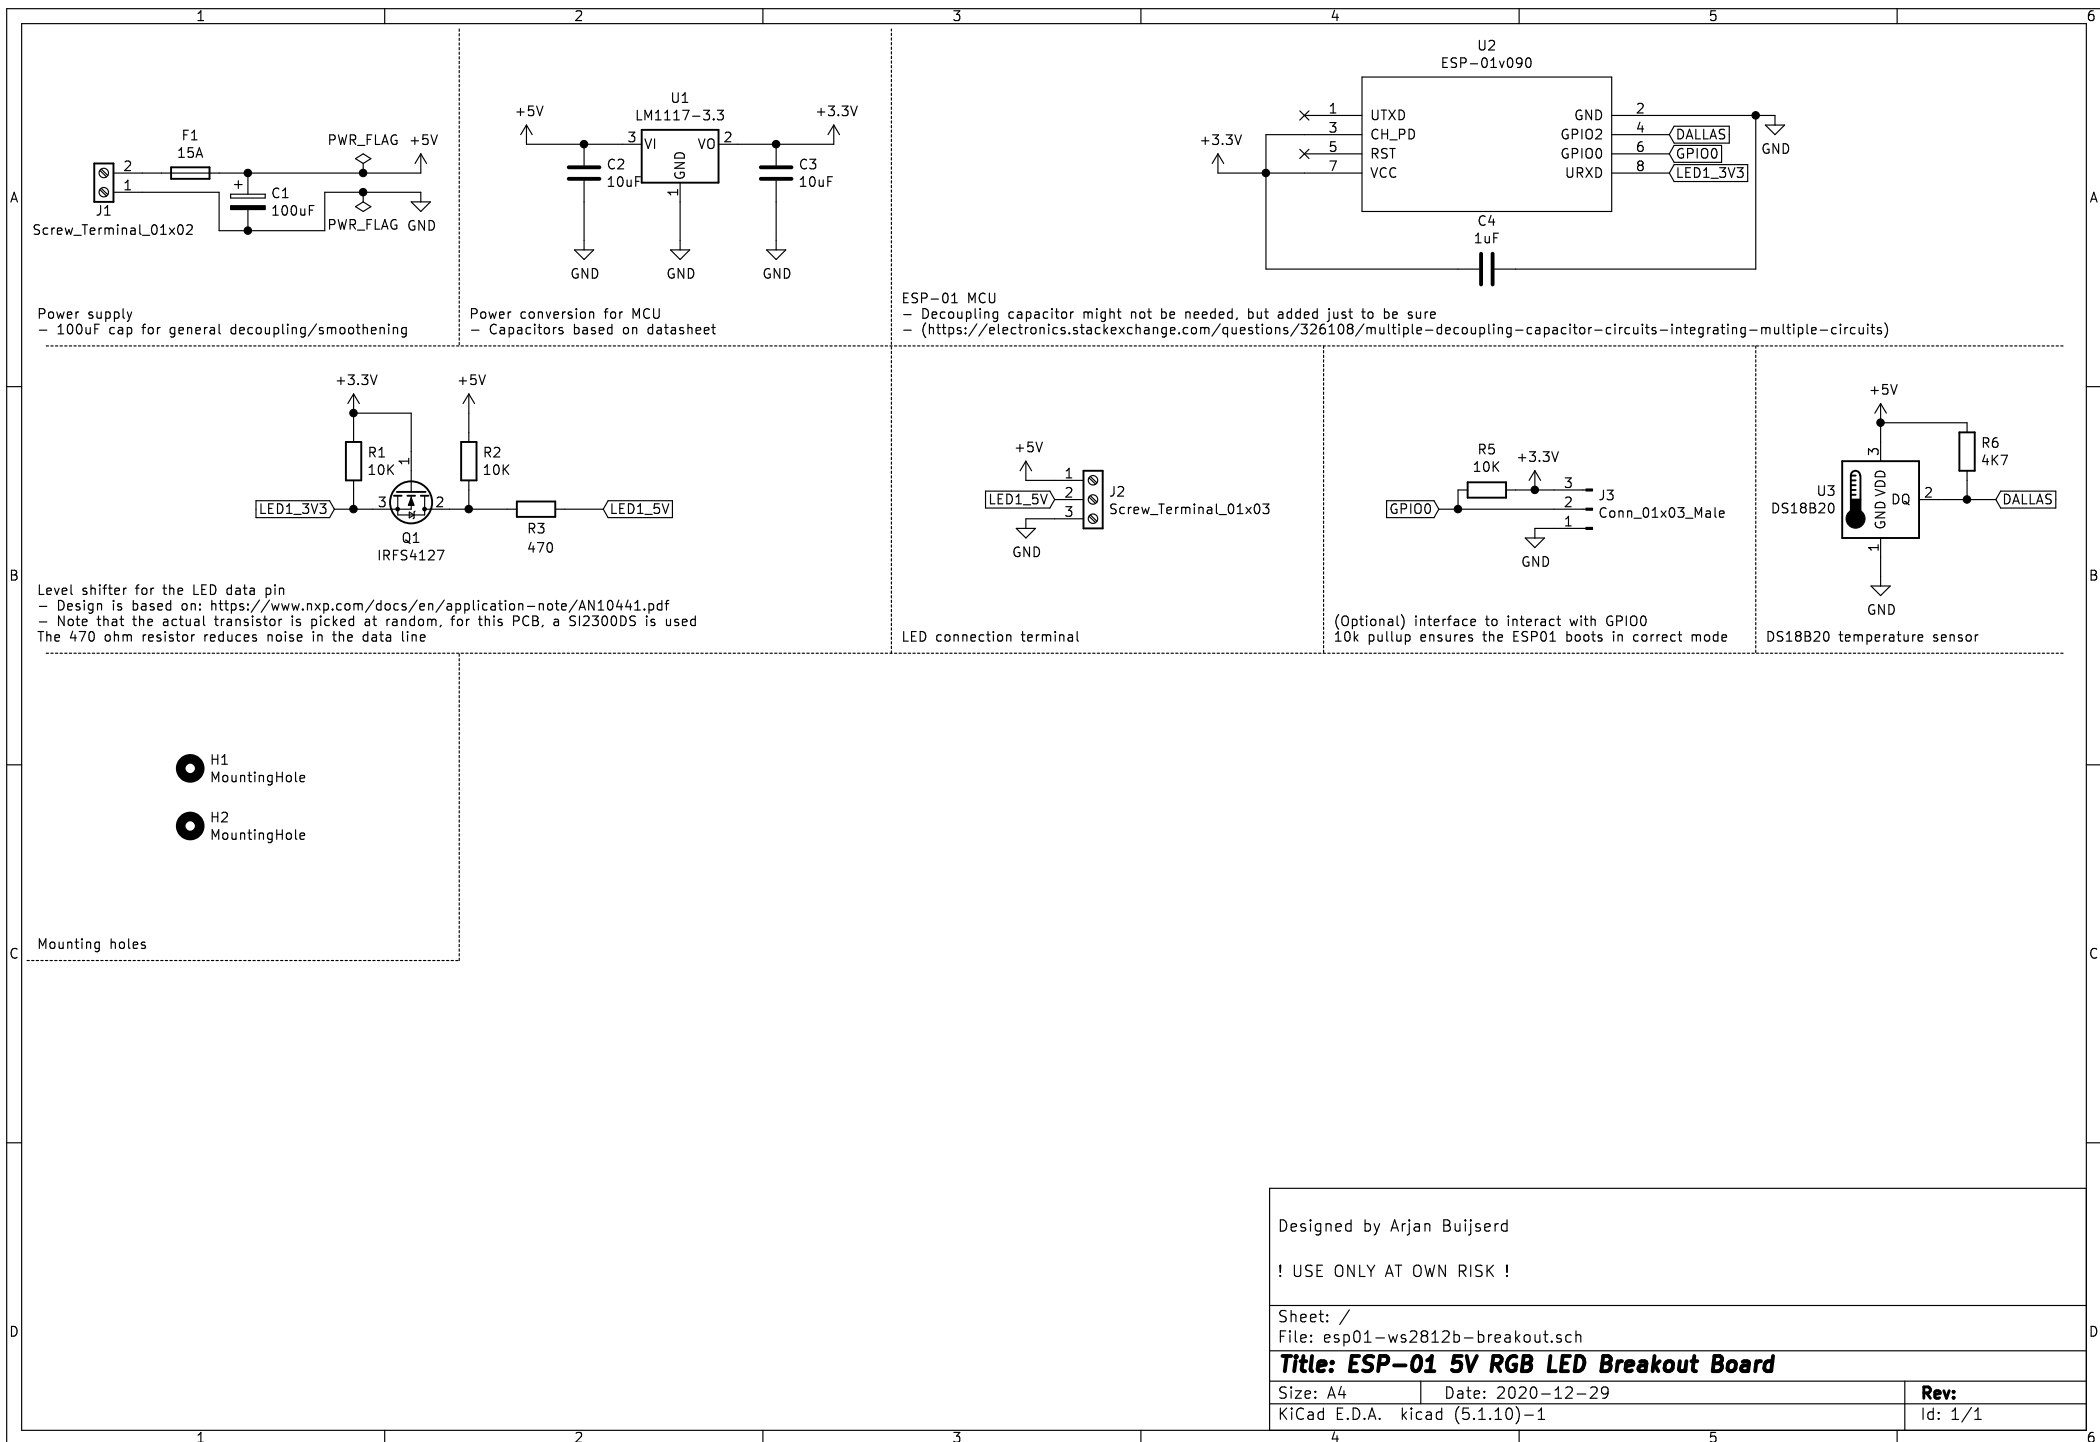 1 2 3 4 5 6
A A
B B
C C
D D
1 2 3 4 5 6
F1
15A
PWR_FLAG
+5V
2
1
+
C1
100uF
J1
Screw_Terminal_01x02
PWR_FLAG
GND
Power supply
- 100uF cap for general decoupling/smoothening
+5V
U1
LM1117-3.3
+3.3V
3 VI VO 2
GND
1
C2
10uF
C3
10uF
GND
GND
GND
Power conversion for MCU
- Capacitors based on datasheet
U2
ESP-01v090
+3.3V
1 UTXD
3 CH_PD
5 RST
7 VCC
GND 2
GPIO2 4 DALLAS
GPIO0 6 GPIO0
URXD 8 LED1_3V3
GND
C4
1uF
ESP-01 MCU
- Decoupling capacitor might not be needed, but added just to be sure
- (https://electronics.stackexchange.com/questions/326108/multiple-decoupling-capacitor-circuits-integrating-multiple-circuits)
+3.3V
+5V
R1
10K
1
R2
10K
LED1_3V3
3
2
LED1_5V
Q1
IRFS4127
R3
470
Level shifter for the LED data pin
- Design is based on: https://www.nxp.com/docs/en/application-note/AN10441.pdf
- Note that the actual transistor is picked at random, for this PCB, a SI2300DS is used
The 470 ohm resistor reduces noise in the data line
+5V
1
LED1_5V 2
3
J2
Screw_Terminal_01x03
GND
LED connection terminal
R5
10K
+3.3V
GPIO0
3
2
1
J3
Conn_01x03_Male
GND
(Optional) interface to interact with GPIO0
10k pullup ensures the ESP01 boots in correct mode
+5V
R6
4K7
3
U3
DS18B20
VDD
GND
DQ 2
DALLAS
1
GND
DS18B20 temperature sensor
H1
MountingHole
H2
MountingHole
Mounting holes
Designed by Arjan Buijserd
! USE ONLY AT OWN RISK !
Sheet: /
File: esp01-ws2812b-breakout.sch
Title: ESP-01 5V RGB LED Breakout Board
Size: A4 Date: 2020-12-29 Rev:
KiCad E.D.A. kicad (5.1.10)-1 Id: 1/1